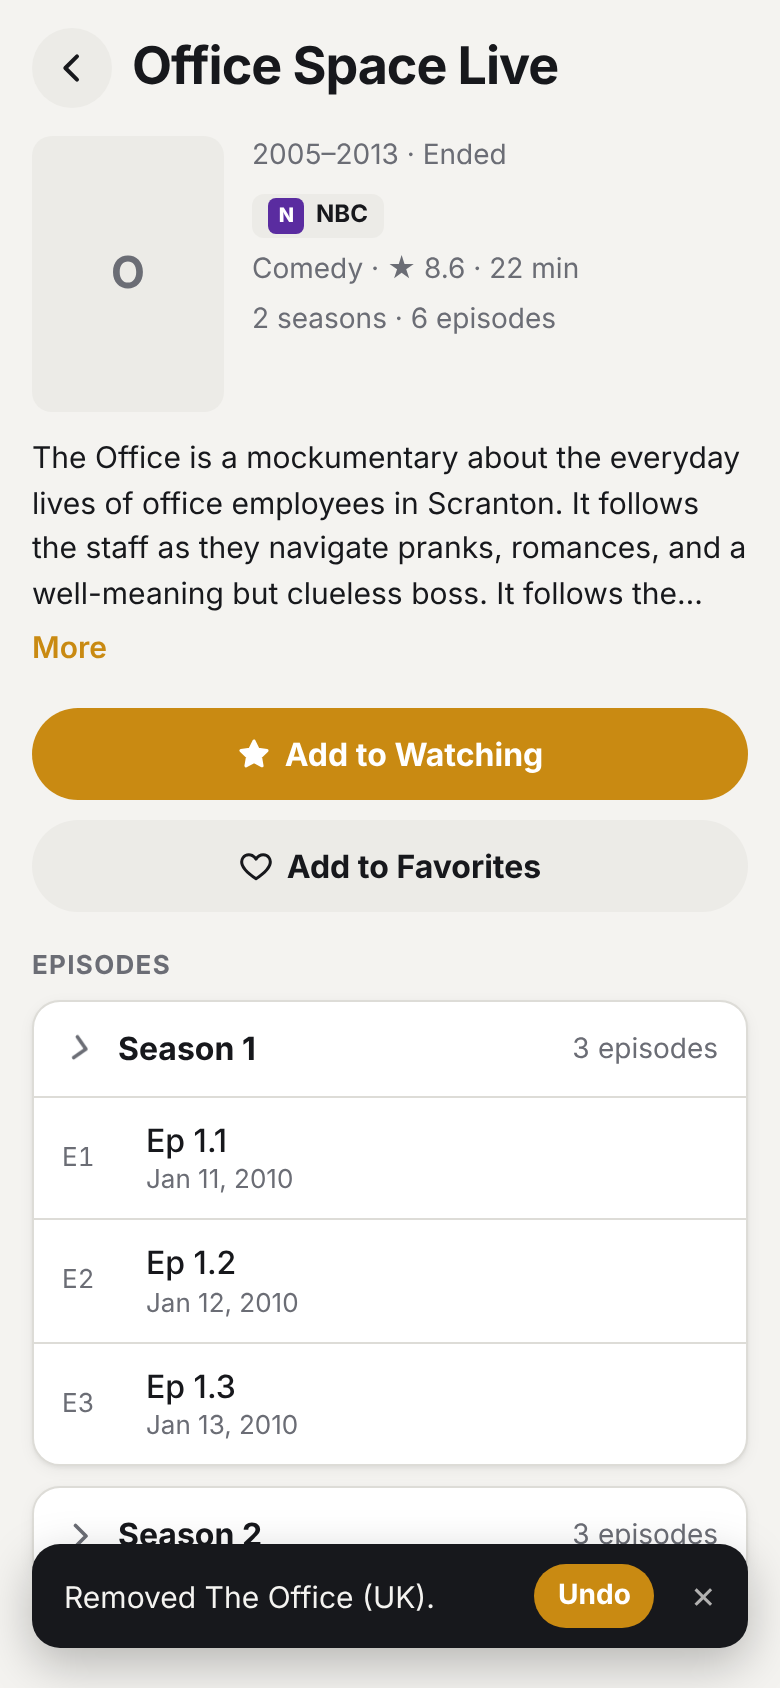 Office Space Live
O
2005–2013 · Ended
N NBC
Comedy · ★ 8.6 · 22 min
2 seasons · 6 episodes
The Office is a mockumentary about the everyday
lives of office employees in Scranton. It follows
the staff as they navigate pranks, romances, and a
well-meaning but clueless boss. It follows the...
More
Add to Watching
Add to Favorites
EPISODES
Season 1 3 episodes
E1 Ep 1.1
Jan 11, 2010
E2 Ep 1.2
Jan 12, 2010
E3 Ep 1.3
Jan 13, 2010
Season 2 3 episodes
Removed The Office (UK). Undo ×